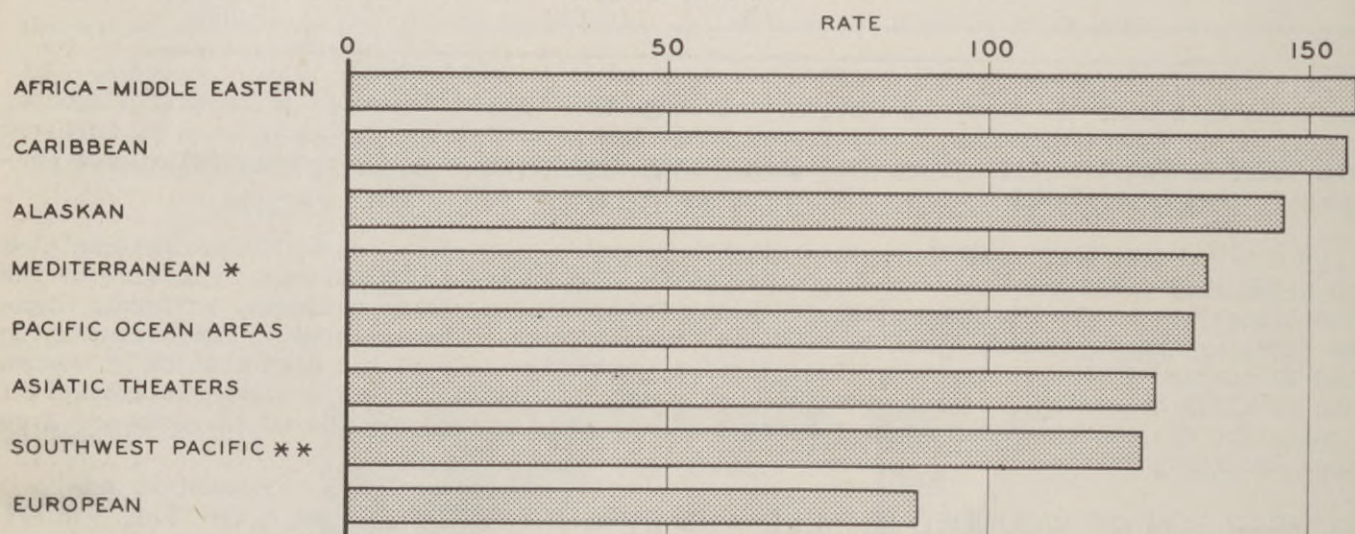 RATE
0 50 100 150
AFRICA-MIDDLE EASTERN
CARIBBEAN
ALASKAN
MEDITERRANEAN *
PACIFIC OCEAN AREAS
ASIATIC THEATERS
SOUTHWEST PACIFIC **
EUROPEAN